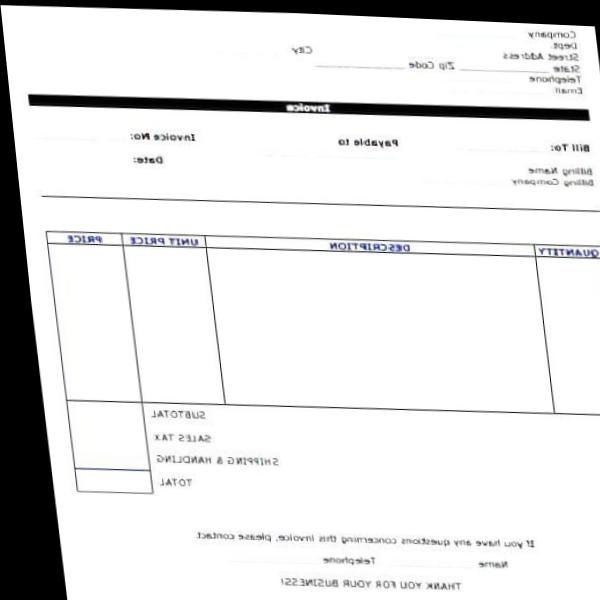 Company
Dept.
Street Address City
State Zip Code
Telephone
Email
Invoice
Bill To: Payable to Invoice No:
Date:
Billing Name
Billing Company
QUANTITY DESCRIPTION UNIT PRICE PRICE
SUBTOTAL
SALES TAX
SHIPPING & HANDLING
TOTAL
If you have any questions concerning this invoice, please, contact
Name Telephone
THANK YOU FOR YOUR BUSINESS!